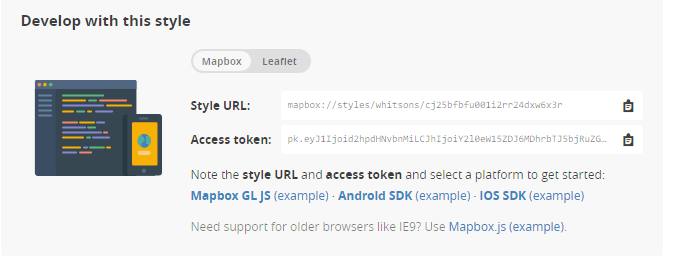 Develop with this style
Mapbox Leaflet
Style URL: mapbox://styles/whitsons/cj25bfbfu001i2rr24dxw6x3r
Access token: pk.eyJ1Ijoid2hpdHNvbnMiLCJhIjoiY2l0eW15ZDJ6MDhrbTJ5bjRuZG…
Note the style URL and access token and select a platform to get started:
Mapbox GL JS (example) · Android SDK (example) · IOS SDK (example)
Need support for older browsers like IE9? Use Mapbox.js (example).